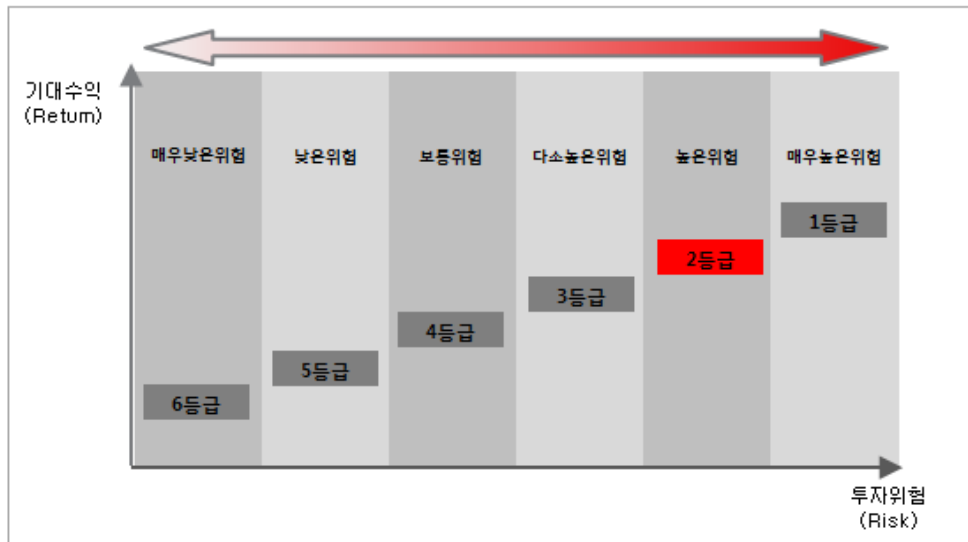 기대수익
(Return)
매우낮은위험
낮은위험
보통위험
다소높은위험
높은위험
매우높은위험
1등급
2등급
3등급
4등급
5등급
6등급
투자위험
(Risk)